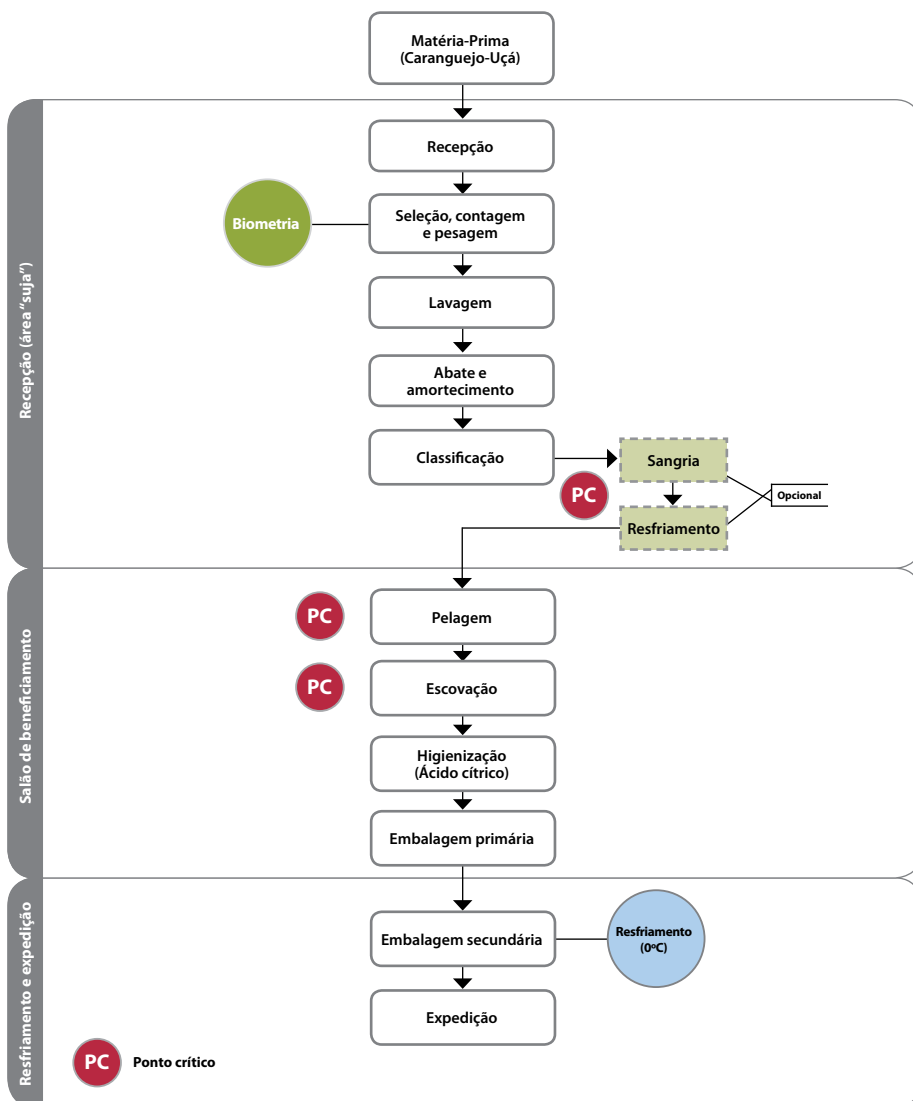 Matéria-Prima
(Caranguejo-Uçá)
Recepção (área "suja")
Recepção
Biometria
Seleção, contagem
e pesagem
Lavagem
Abate e
amortecimento
Classificação
Sangria
PC
Opcional
Resfriamento
Salão de beneficiamento
PC
Pelagem
PC
Escovação
Higienização
(Ácido cítrico)
Embalagem primária
Resfriamento e expedição
Embalagem secundária
Resfriamento
(0ºC)
Expedição
PC
Ponto crítico